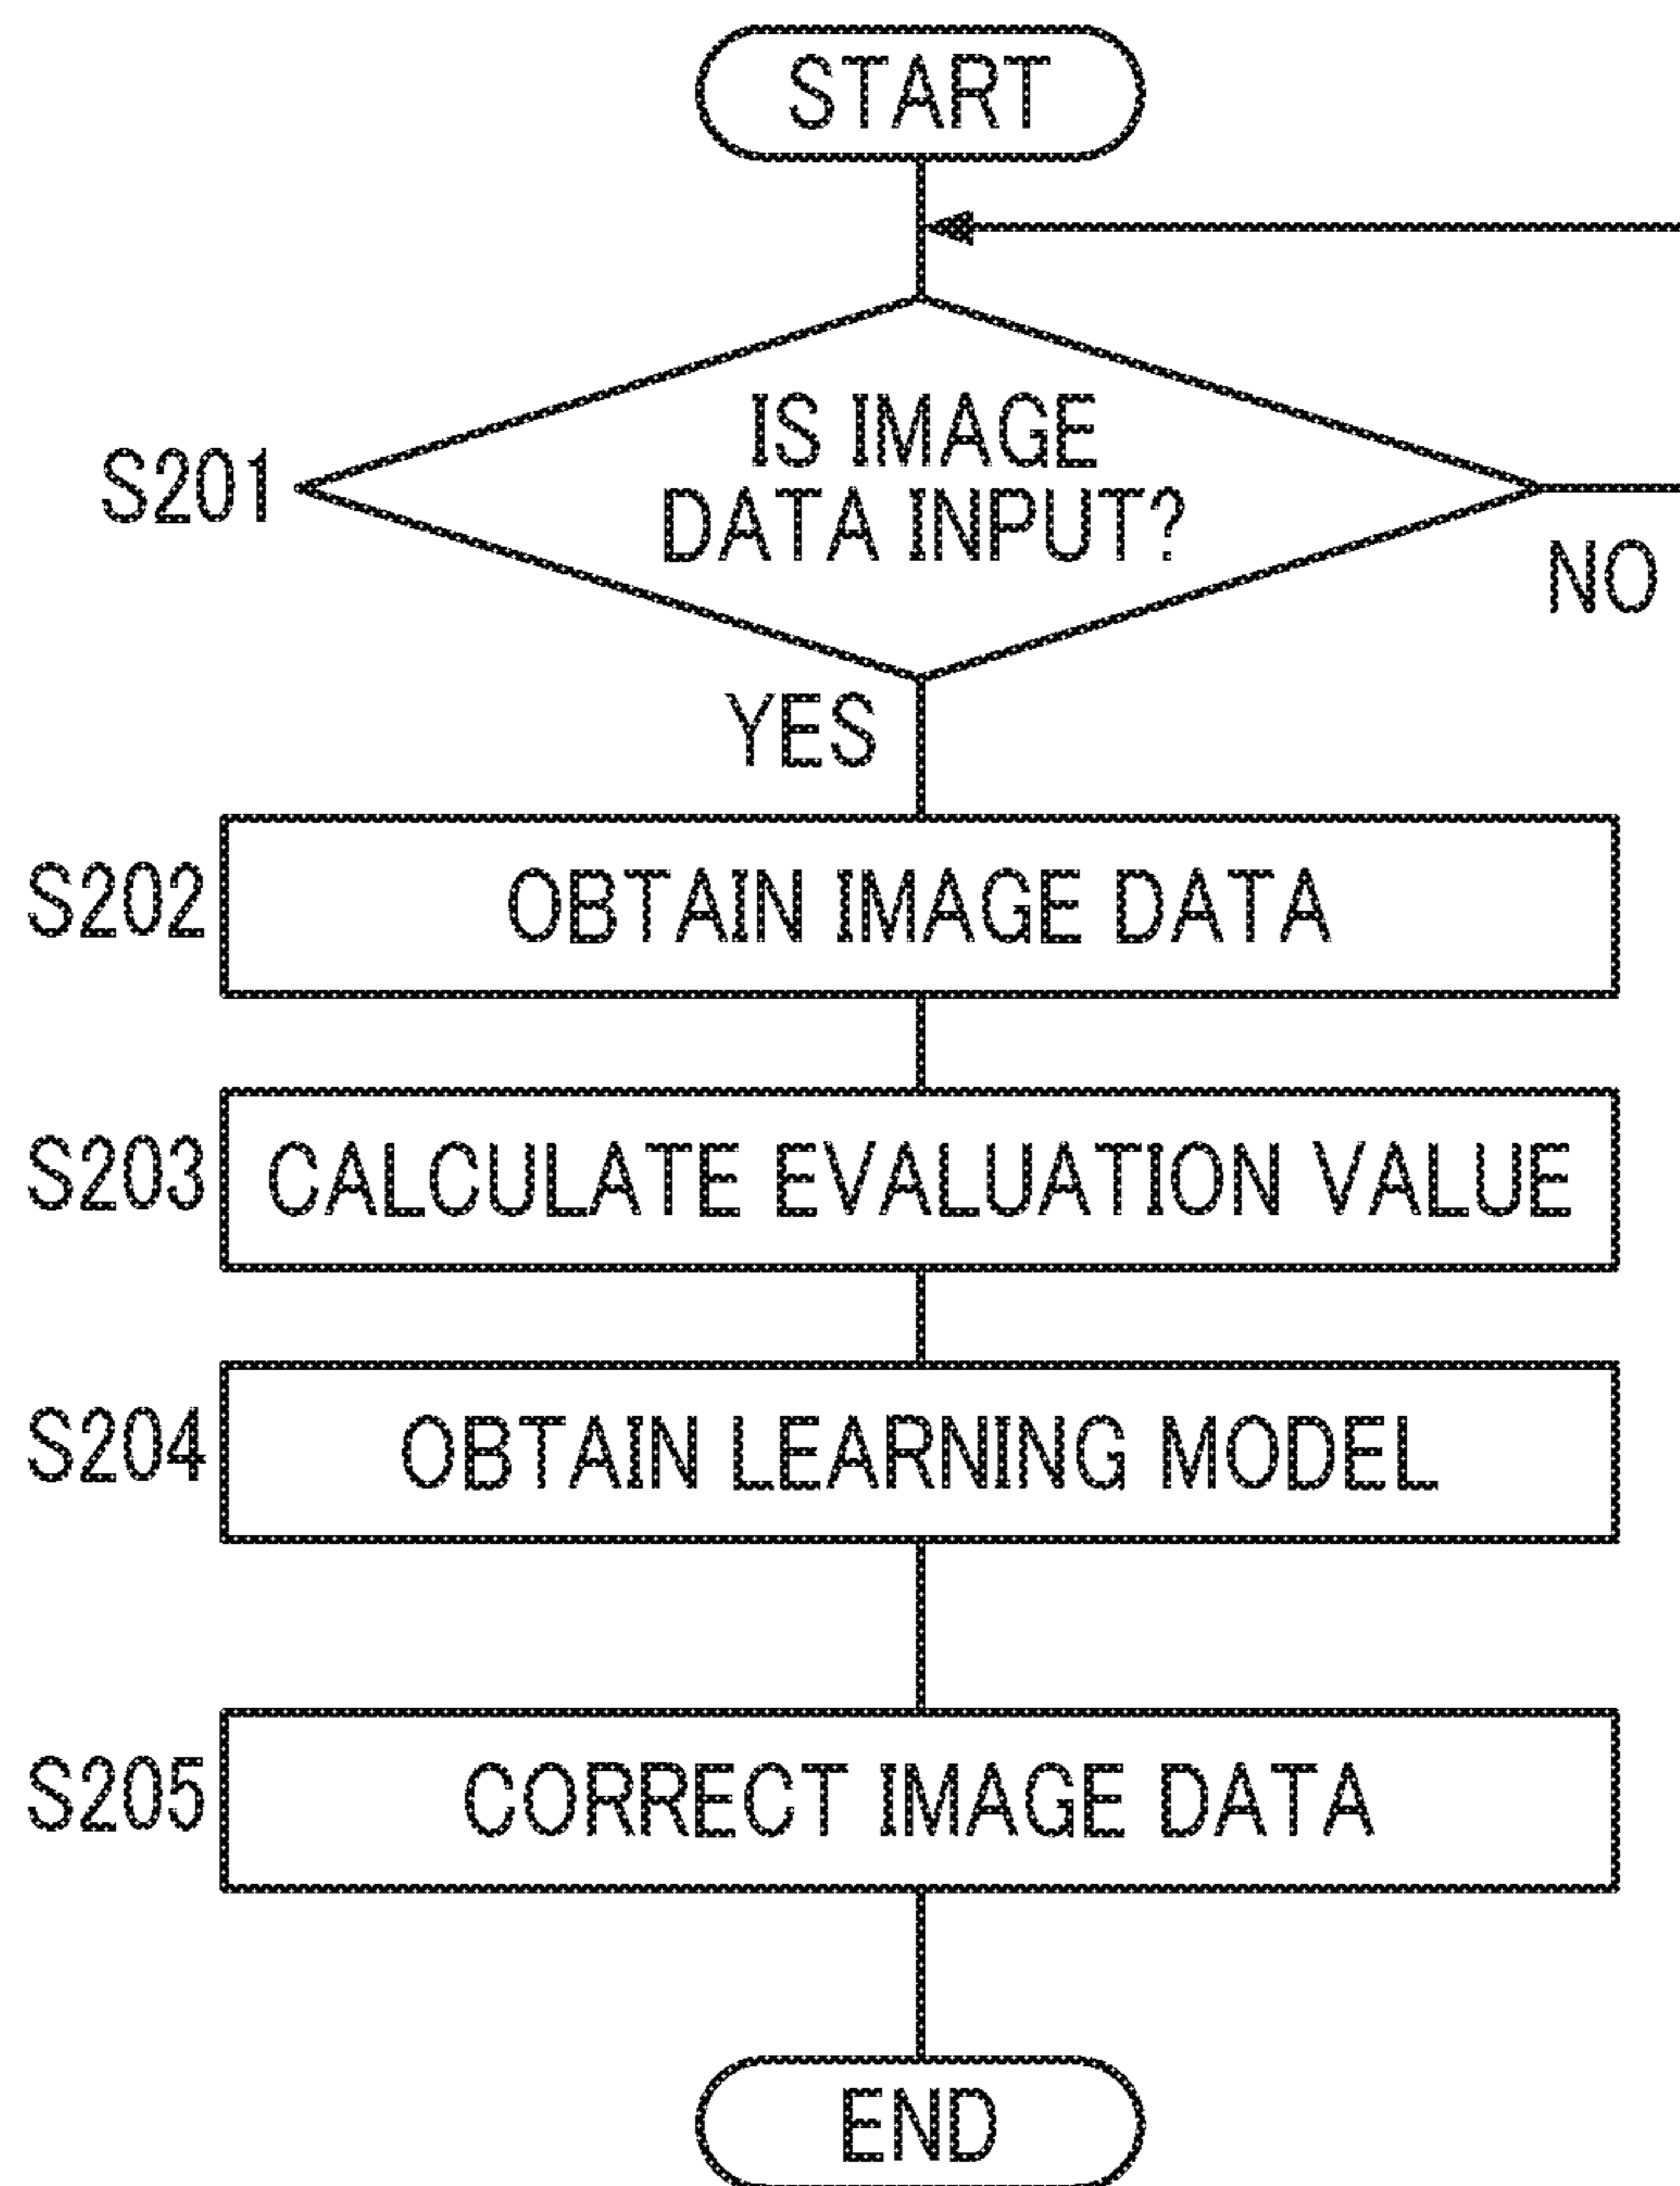 START
IS IMAGE
DATA INPUT?
S201
NO
YES
S202
OBTAIN IMAGE DATA
S203
CALCULATE EVALUATION VALUE
S204
OBTAIN LEARNING MODEL
S205
CORRECT IMAGE DATA
END